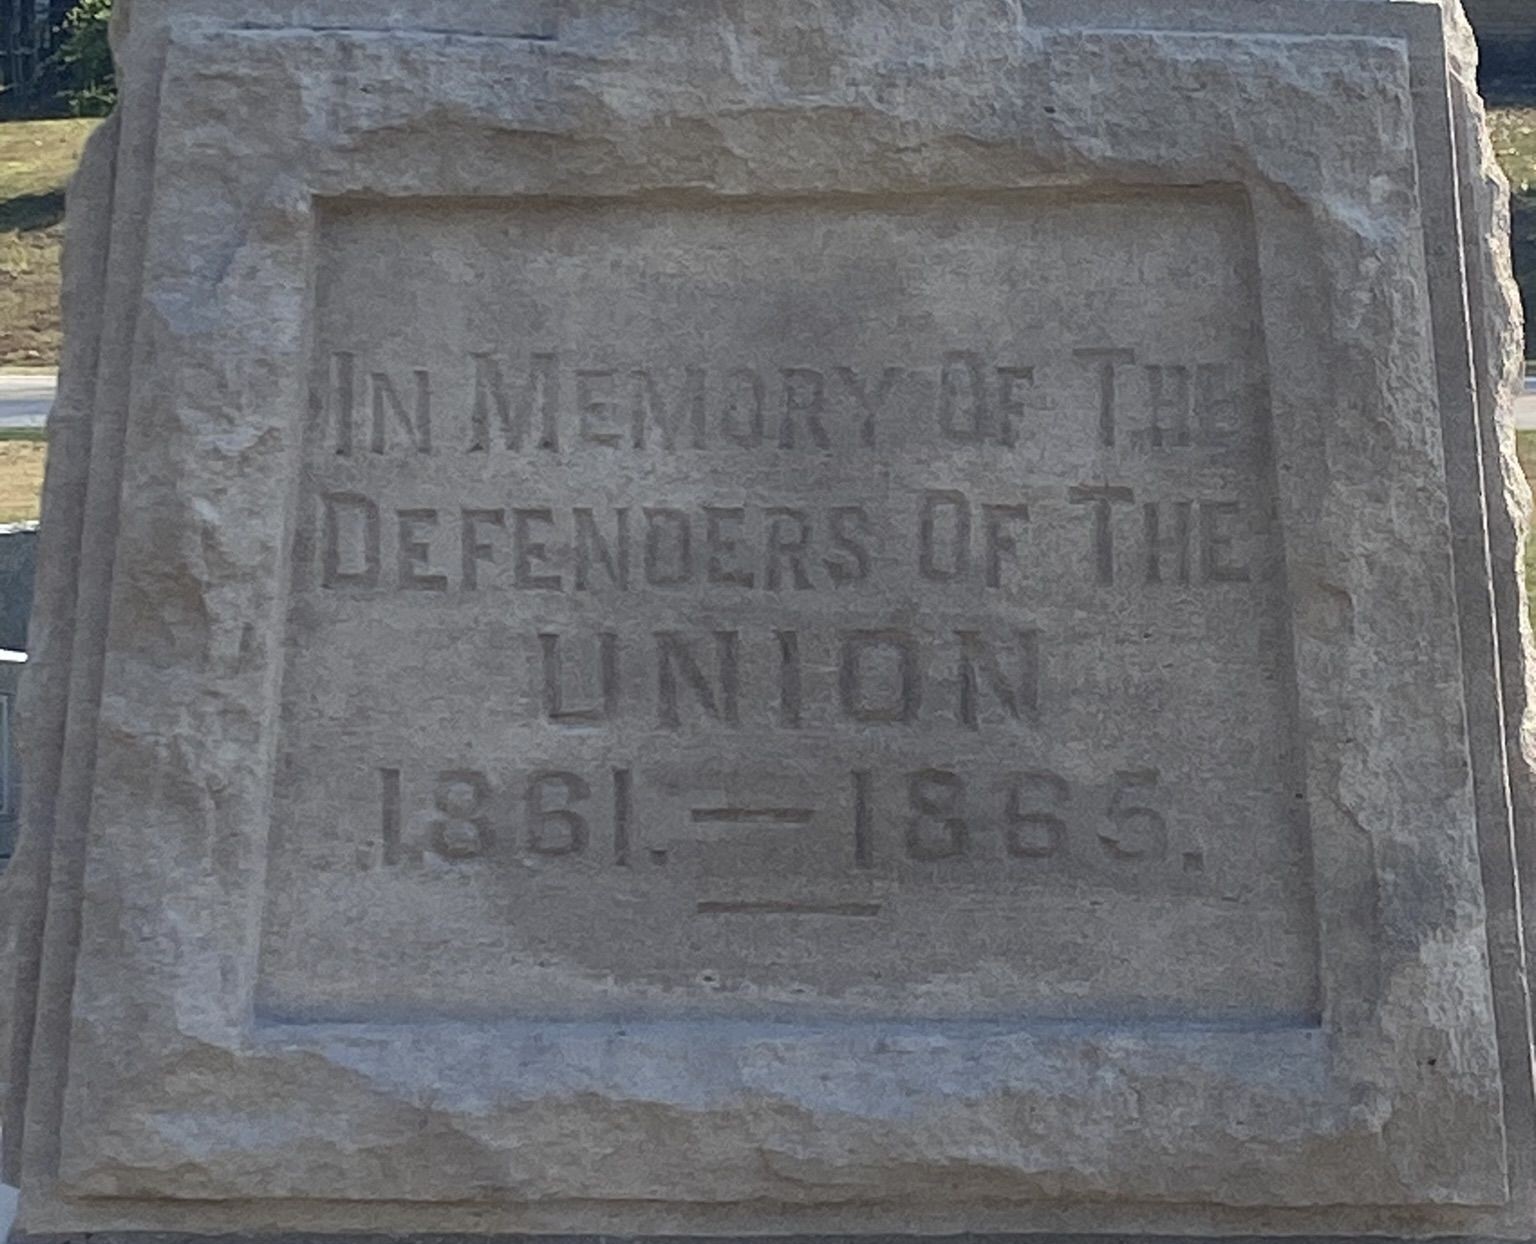 In Memory Of The
Defenders Of The
UNION
.1861.—1865.